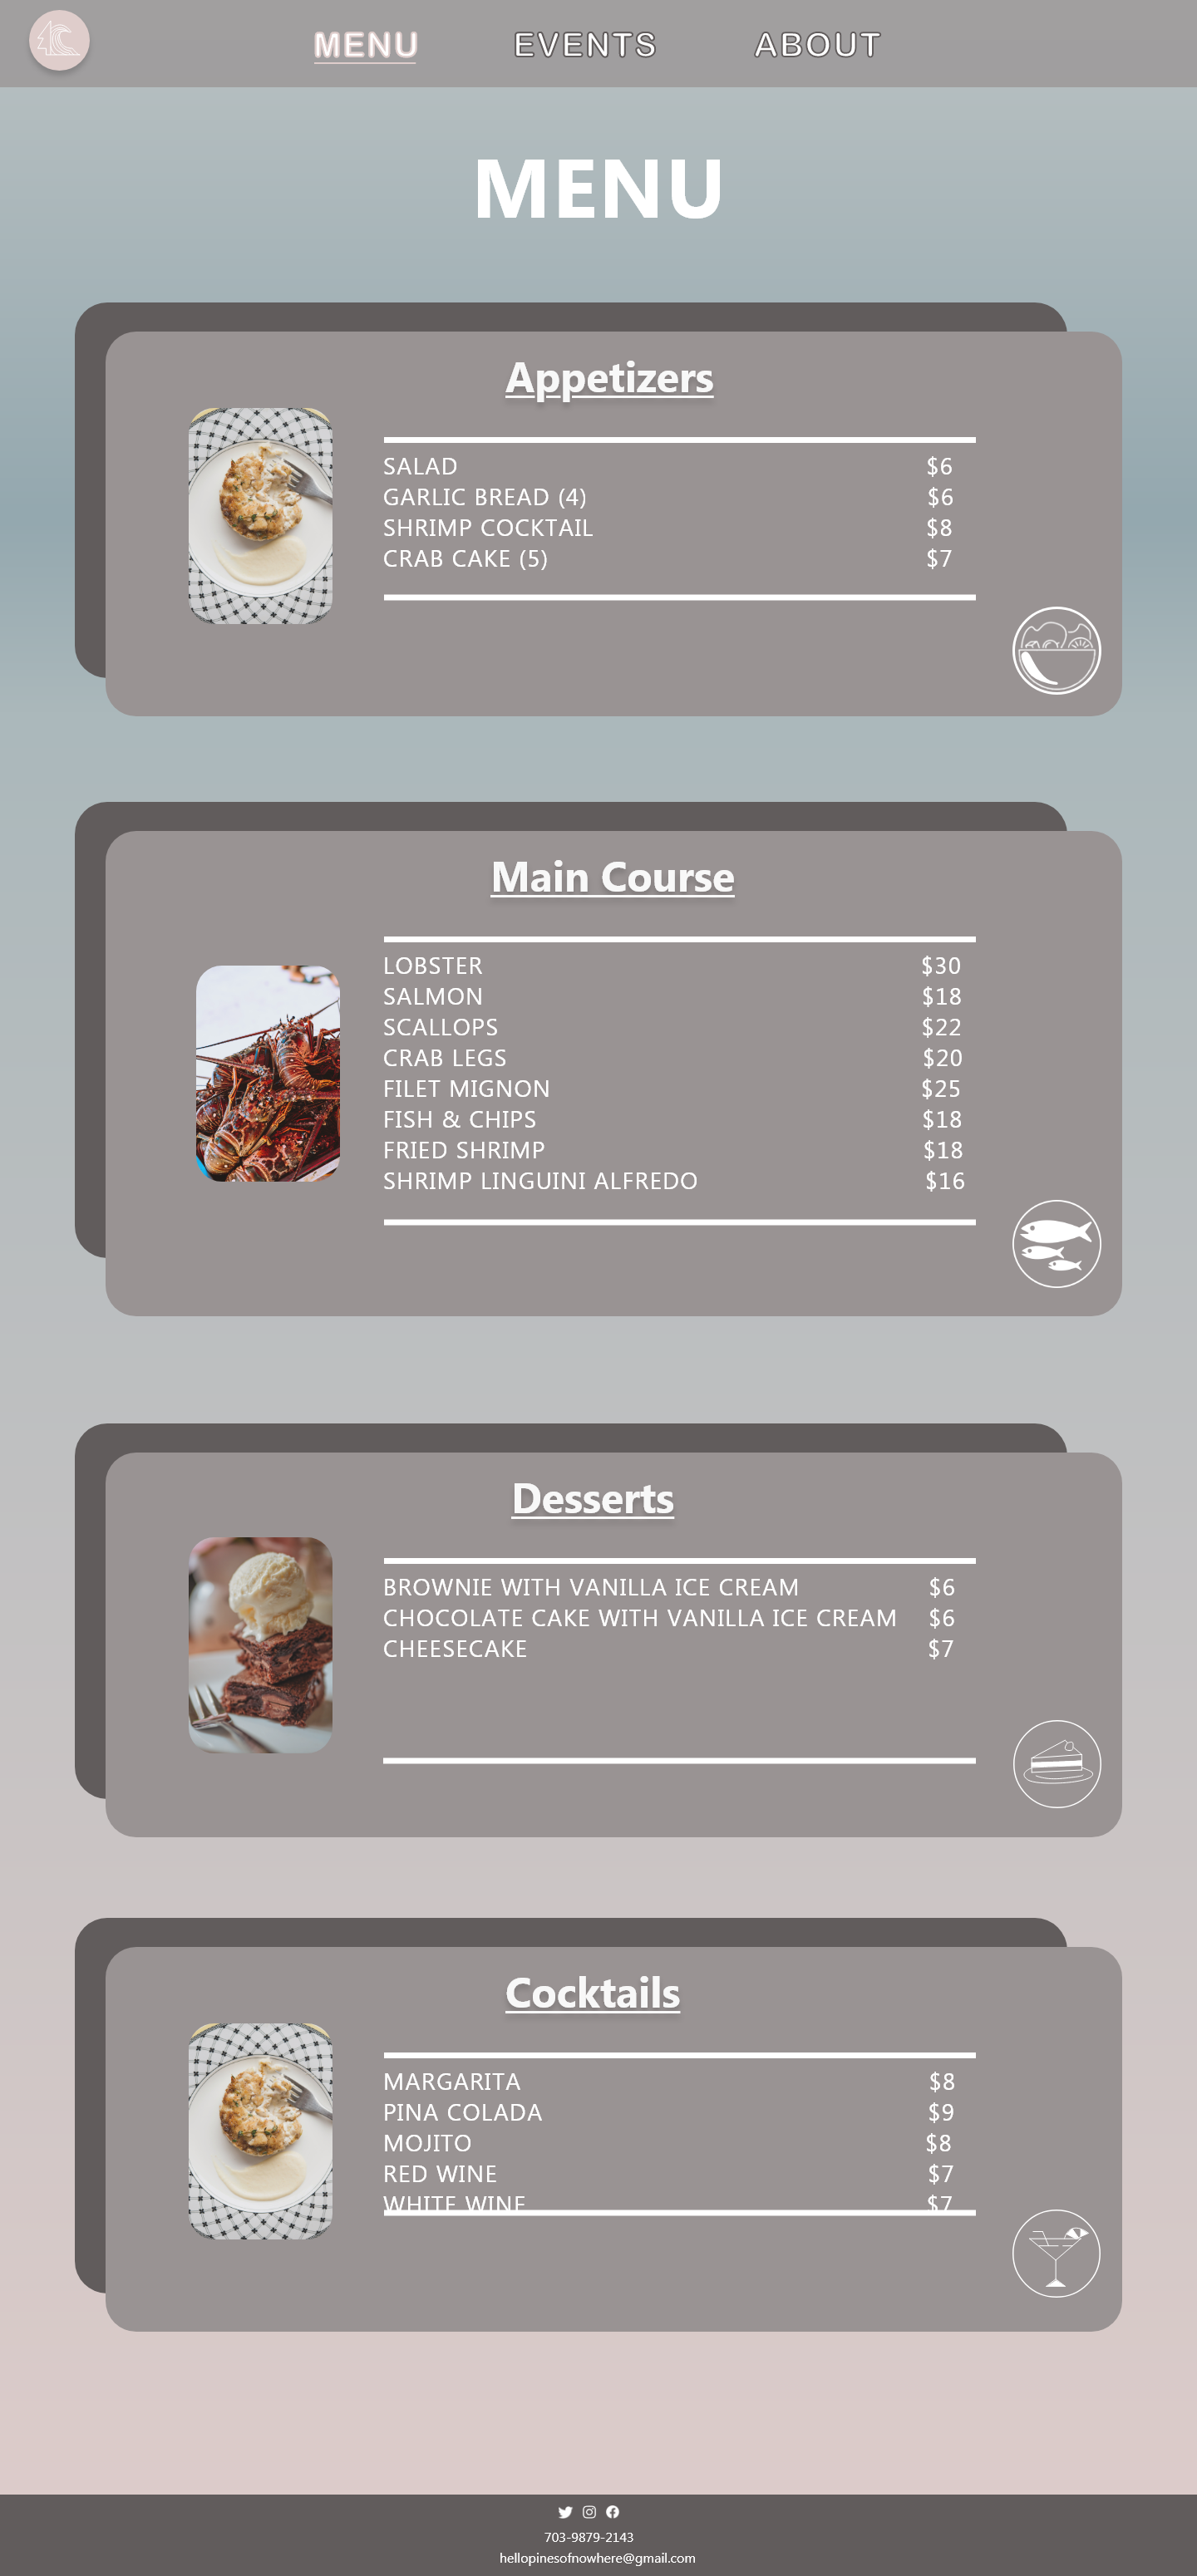 MENU EVENTS ABOUT
MENU
Appetizers
SALAD $6
GARLIC BREAD (4) $6
SHRIMP COCKTAIL $8
CRAB CAKE (5) $7
Main Course
LOBSTER $30
SALMON $18
SCALLOPS $22
CRAB LEGS $20
FILET MIGNON $25
FISH & CHIPS $18
FRIED SHRIMP $18
SHRIMP LINGUINI ALFREDO $16
Desserts
BROWNIE WITH VANILLA ICE CREAM $6
CHOCOLATE CAKE WITH VANILLA ICE CREAM $6
CHEESECAKE $7
Cocktails
MARGARITA $8
PINA COLADA $9
MOJITO $8
RED WINE $7
WHITE WINE $7
703-9879-2143
hellopinesofnowhere@gmail.com